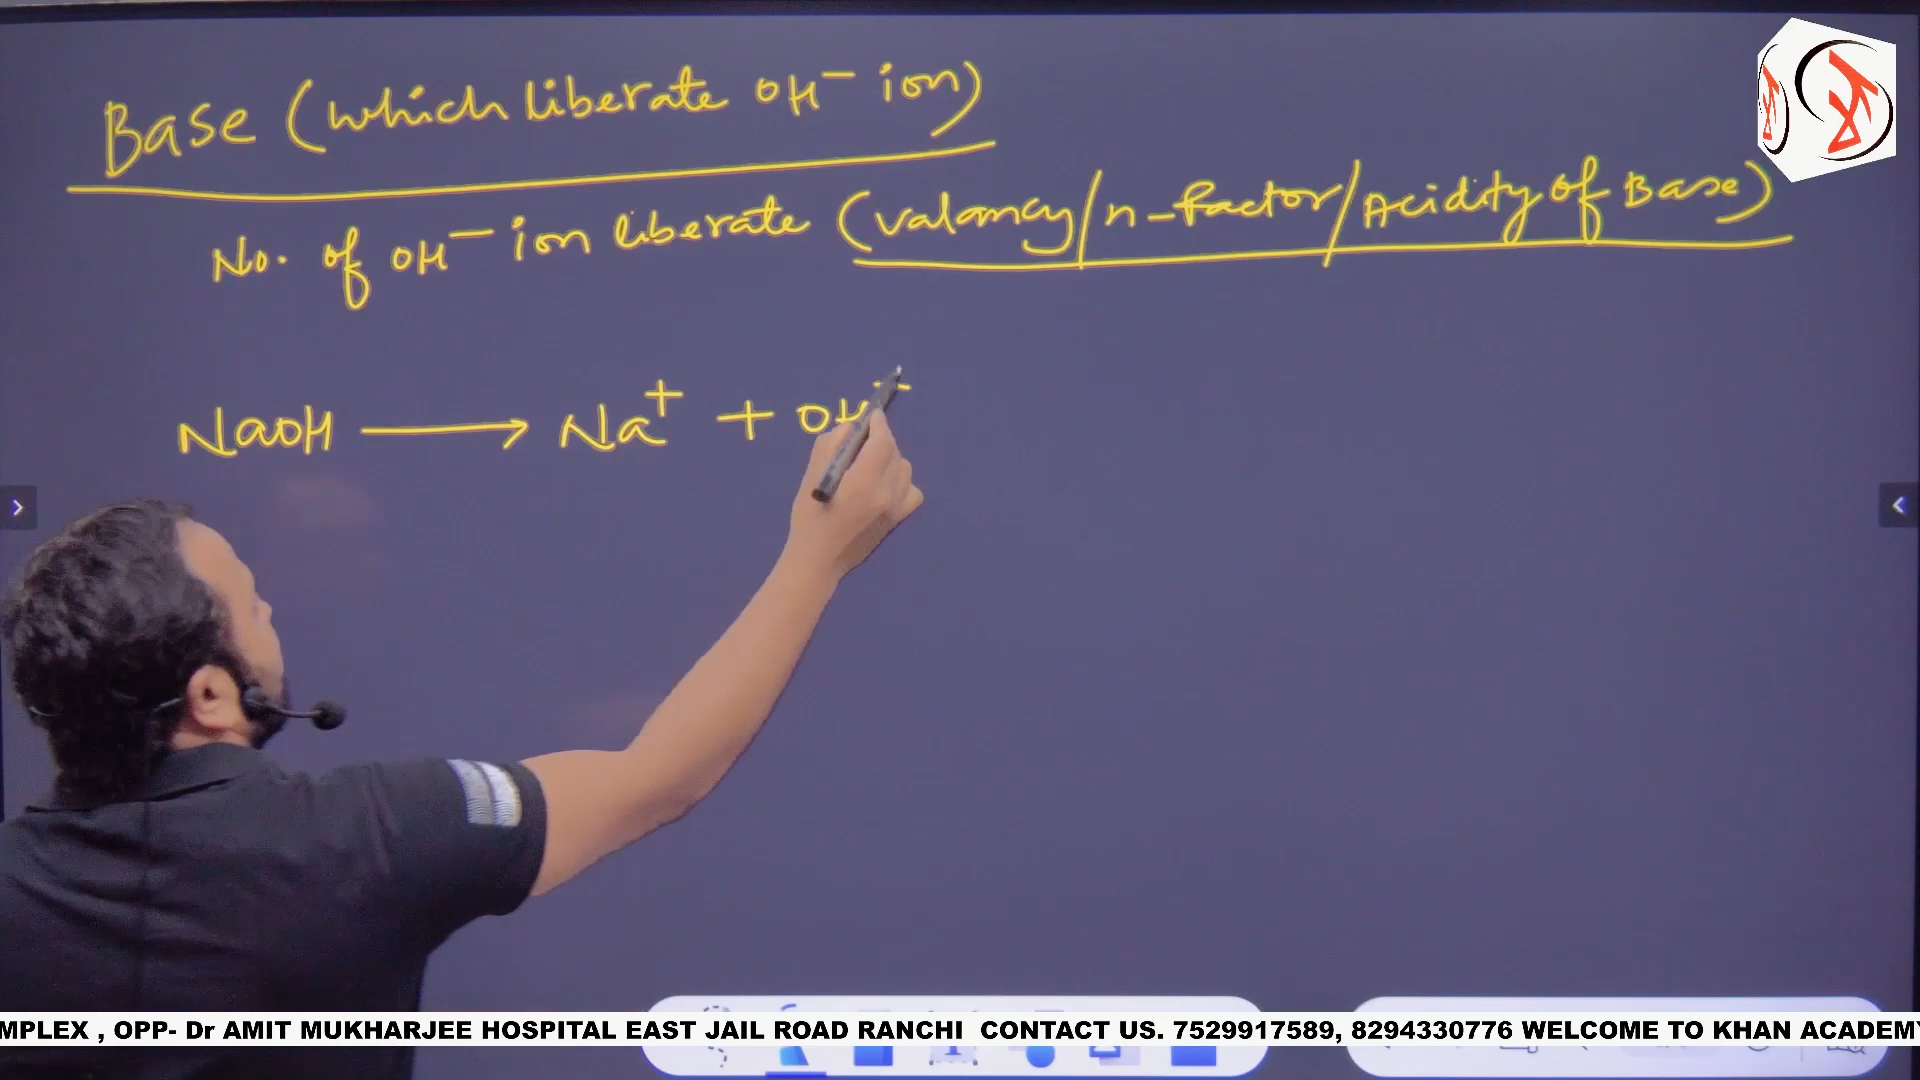 Base (which liberate OH⁻ ion)
No. of OH⁻ ion liberate (valancy/n-factor/Acidity of Base)
NaOH ⟶ Na⁺ + OH⁻
MPLEX , OPP- Dr AMIT MUKHARJEE HOSPITAL EAST JAIL ROAD RANCHI CONTACT US. 7529917589, 8294330776 WELCOME TO KHAN ACADEMY